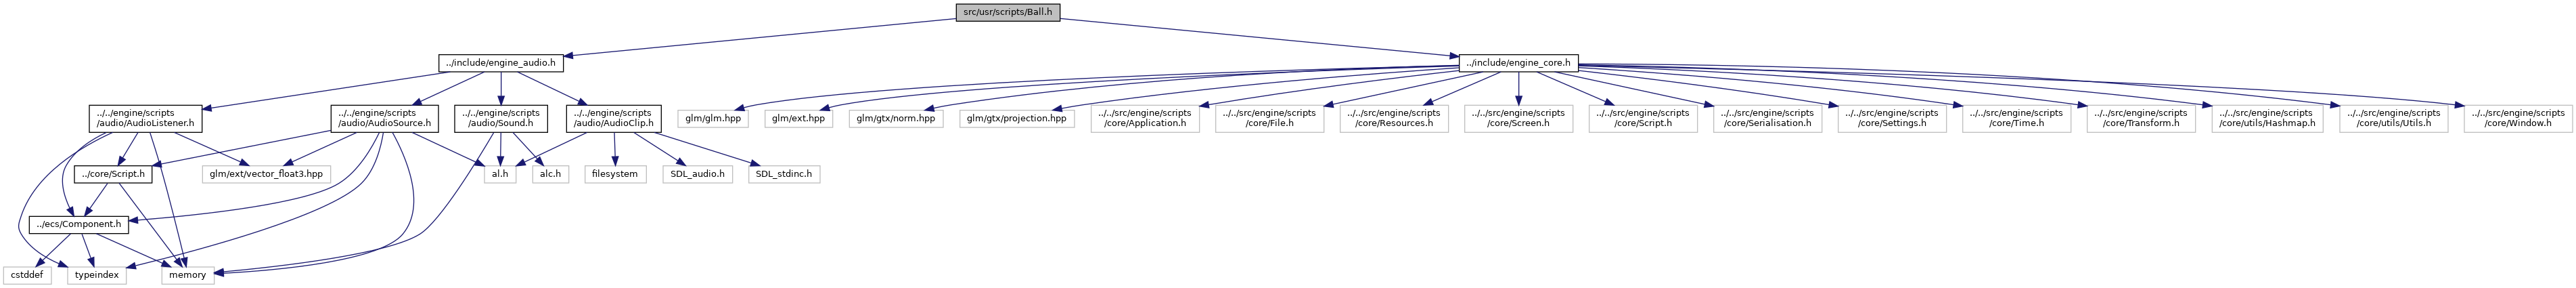 src/usr/scripts/Ball.h
../include/engine_audio.h
../include/engine_core.h
../../engine/scripts
/audio/AudioListener.h
../../engine/scripts
/audio/AudioSource.h
../../engine/scripts
/audio/Sound.h
../../engine/scripts
/audio/AudioClip.h
glm/glm.hpp
glm/ext.hpp
glm/gtx/norm.hpp
glm/gtx/projection.hpp
../../src/engine/scripts
/core/Application.h
../../src/engine/scripts
/core/File.h
../../src/engine/scripts
/core/Resources.h
../../src/engine/scripts
/core/Screen.h
../../src/engine/scripts
/core/Script.h
../../src/engine/scripts
/core/Serialisation.h
../../src/engine/scripts
/core/Settings.h
../../src/engine/scripts
/core/Time.h
../../src/engine/scripts
/core/Transform.h
../../src/engine/scripts
/core/utils/Hashmap.h
../../src/engine/scripts
/core/utils/Utils.h
../../src/engine/scripts
/core/Window.h
../core/Script.h
glm/ext/vector_float3.hpp
al.h
alc.h
filesystem
SDL_audio.h
SDL_stdinc.h
../ecs/Component.h
cstddef
typeindex
memory